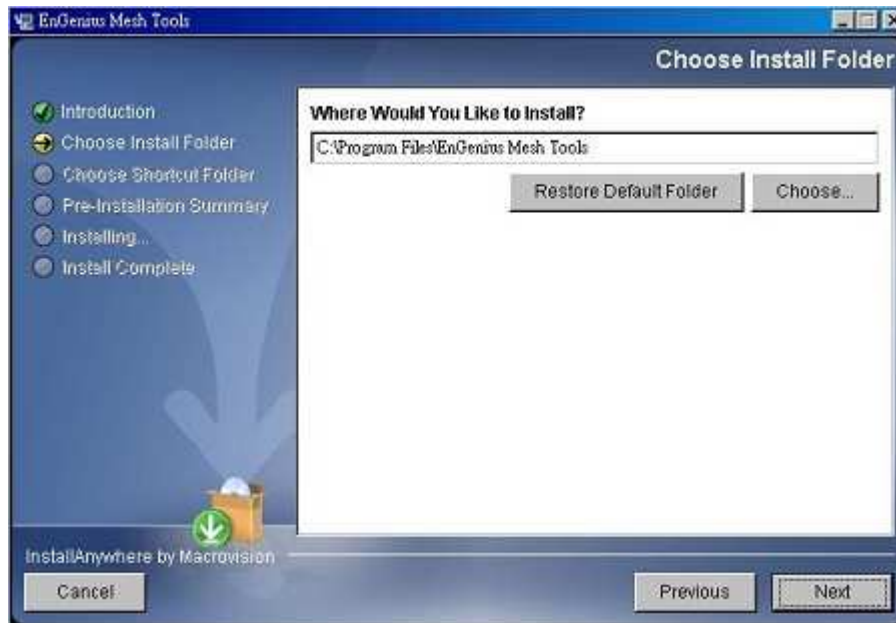 EnGenius Mesh Tools
Choose Install Folder
Introduction
Choose Install Folder
Choose Shortcut Folder
Pre-Installation Summary
Installing...
Install Complete
Where Would You Like to Install?
C:\Program Files\EnGenius Mesh Tools
Restore Default Folder
Choose...
InstallAnywhere by Macrovision
Cancel
Previous
Next